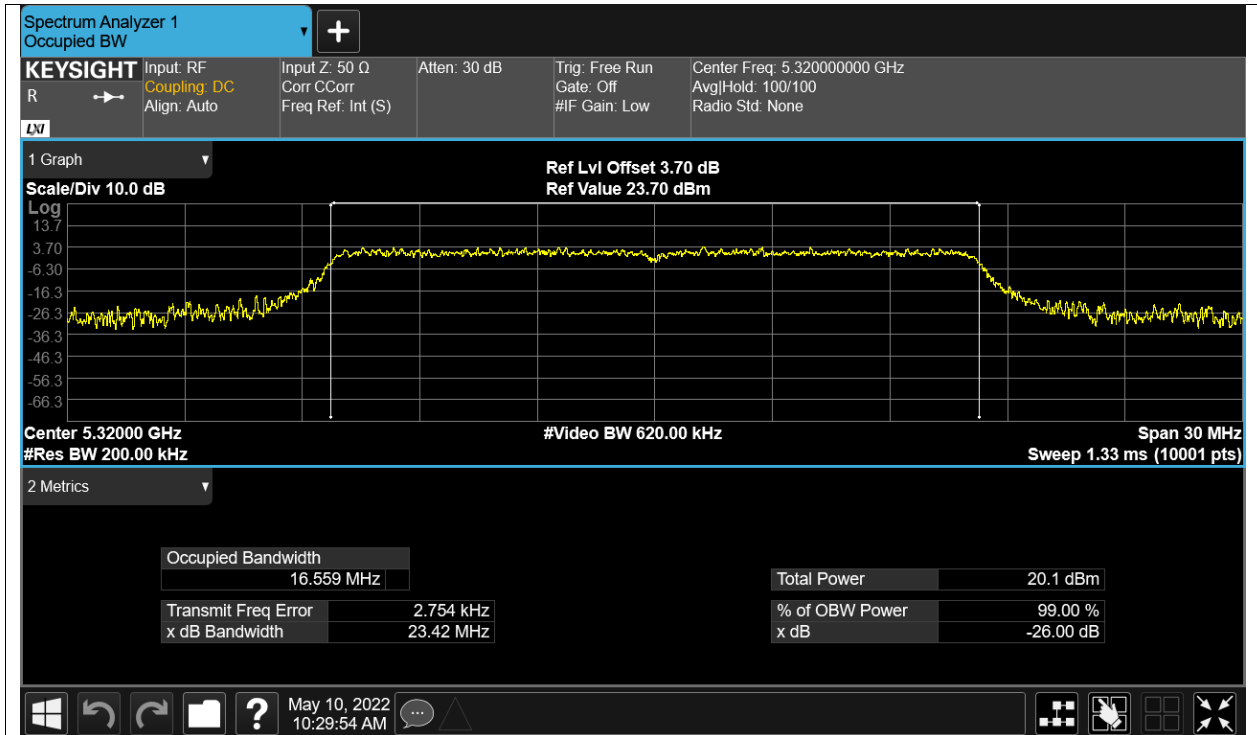 Spectrum Analyzer 1
Occupied BW
KEYSIGHT
R
LXI
Input: RF
Coupling: DC
Align: Auto
Input Z: 50 Ω
Corr CCorr
Freq Ref: Int (S)
Atten: 30 dB
Trig: Free Run
Gate: Off
#IF Gain: Low
Center Freq: 5.320000000 GHz
Avg|Hold: 100/100
Radio Std: None
1 Graph
Scale/Div 10.0 dB
Ref Lvl Offset 3.70 dB
Ref Value 23.70 dBm
Log
13.7
3.70
-6.30
-16.3
-26.3
-36.3
-46.3
-56.3
-66.3
Center 5.32000 GHz
#Video BW 620.00 kHz
Span 30 MHz
#Res BW 200.00 kHz
Sweep 1.33 ms (10001 pts)
2 Metrics
Occupied Bandwidth
16.559 MHz
Transmit Freq Error 2.754 kHz
x dB Bandwidth 23.42 MHz
Total Power 20.1 dBm
% of OBW Power 99.00 %
x dB -26.00 dB
?
May 10, 2022
10:29:54 AM